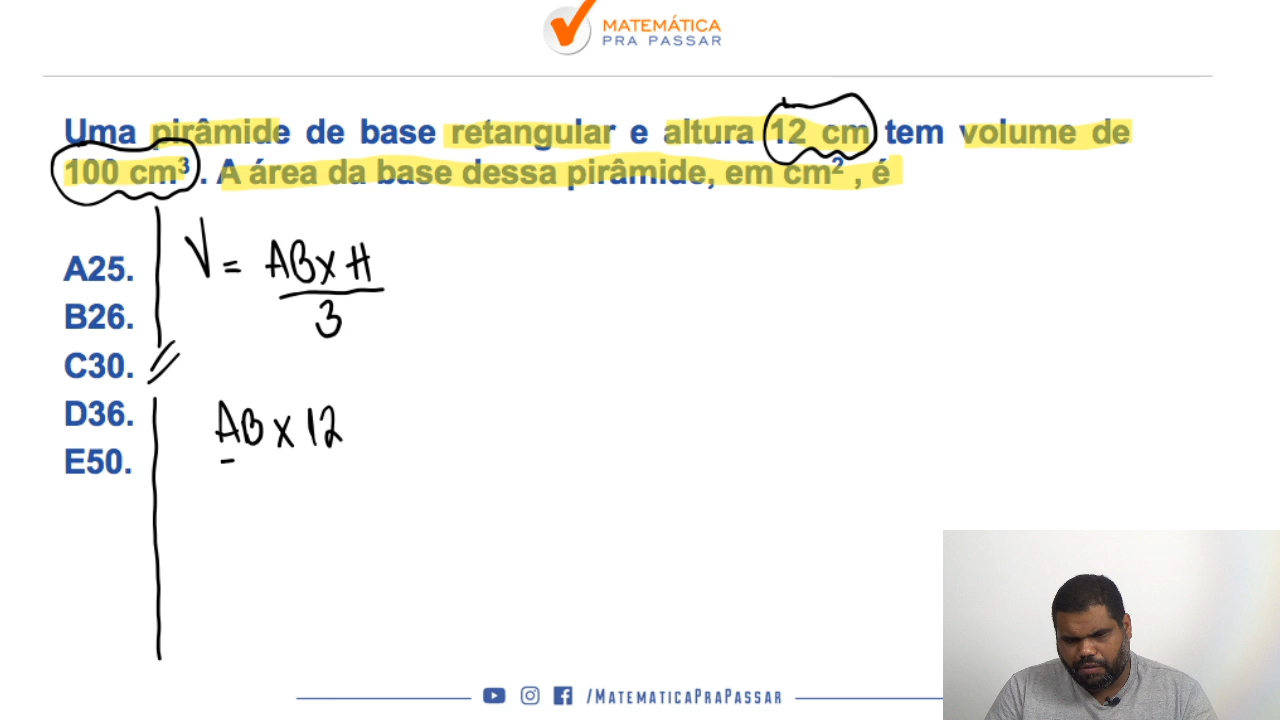 MATEMÁTICA
PRA PASSAR
Uma pirâmide de base retangular e altura 12 cm tem volume de
100 cm³ . A área da base dessa pirâmide, em cm² , é
A25.
B26.
C30.
D36.
E50.
V = AB x H
3
AB x 12
/MATEMATICAPRAPASSAR